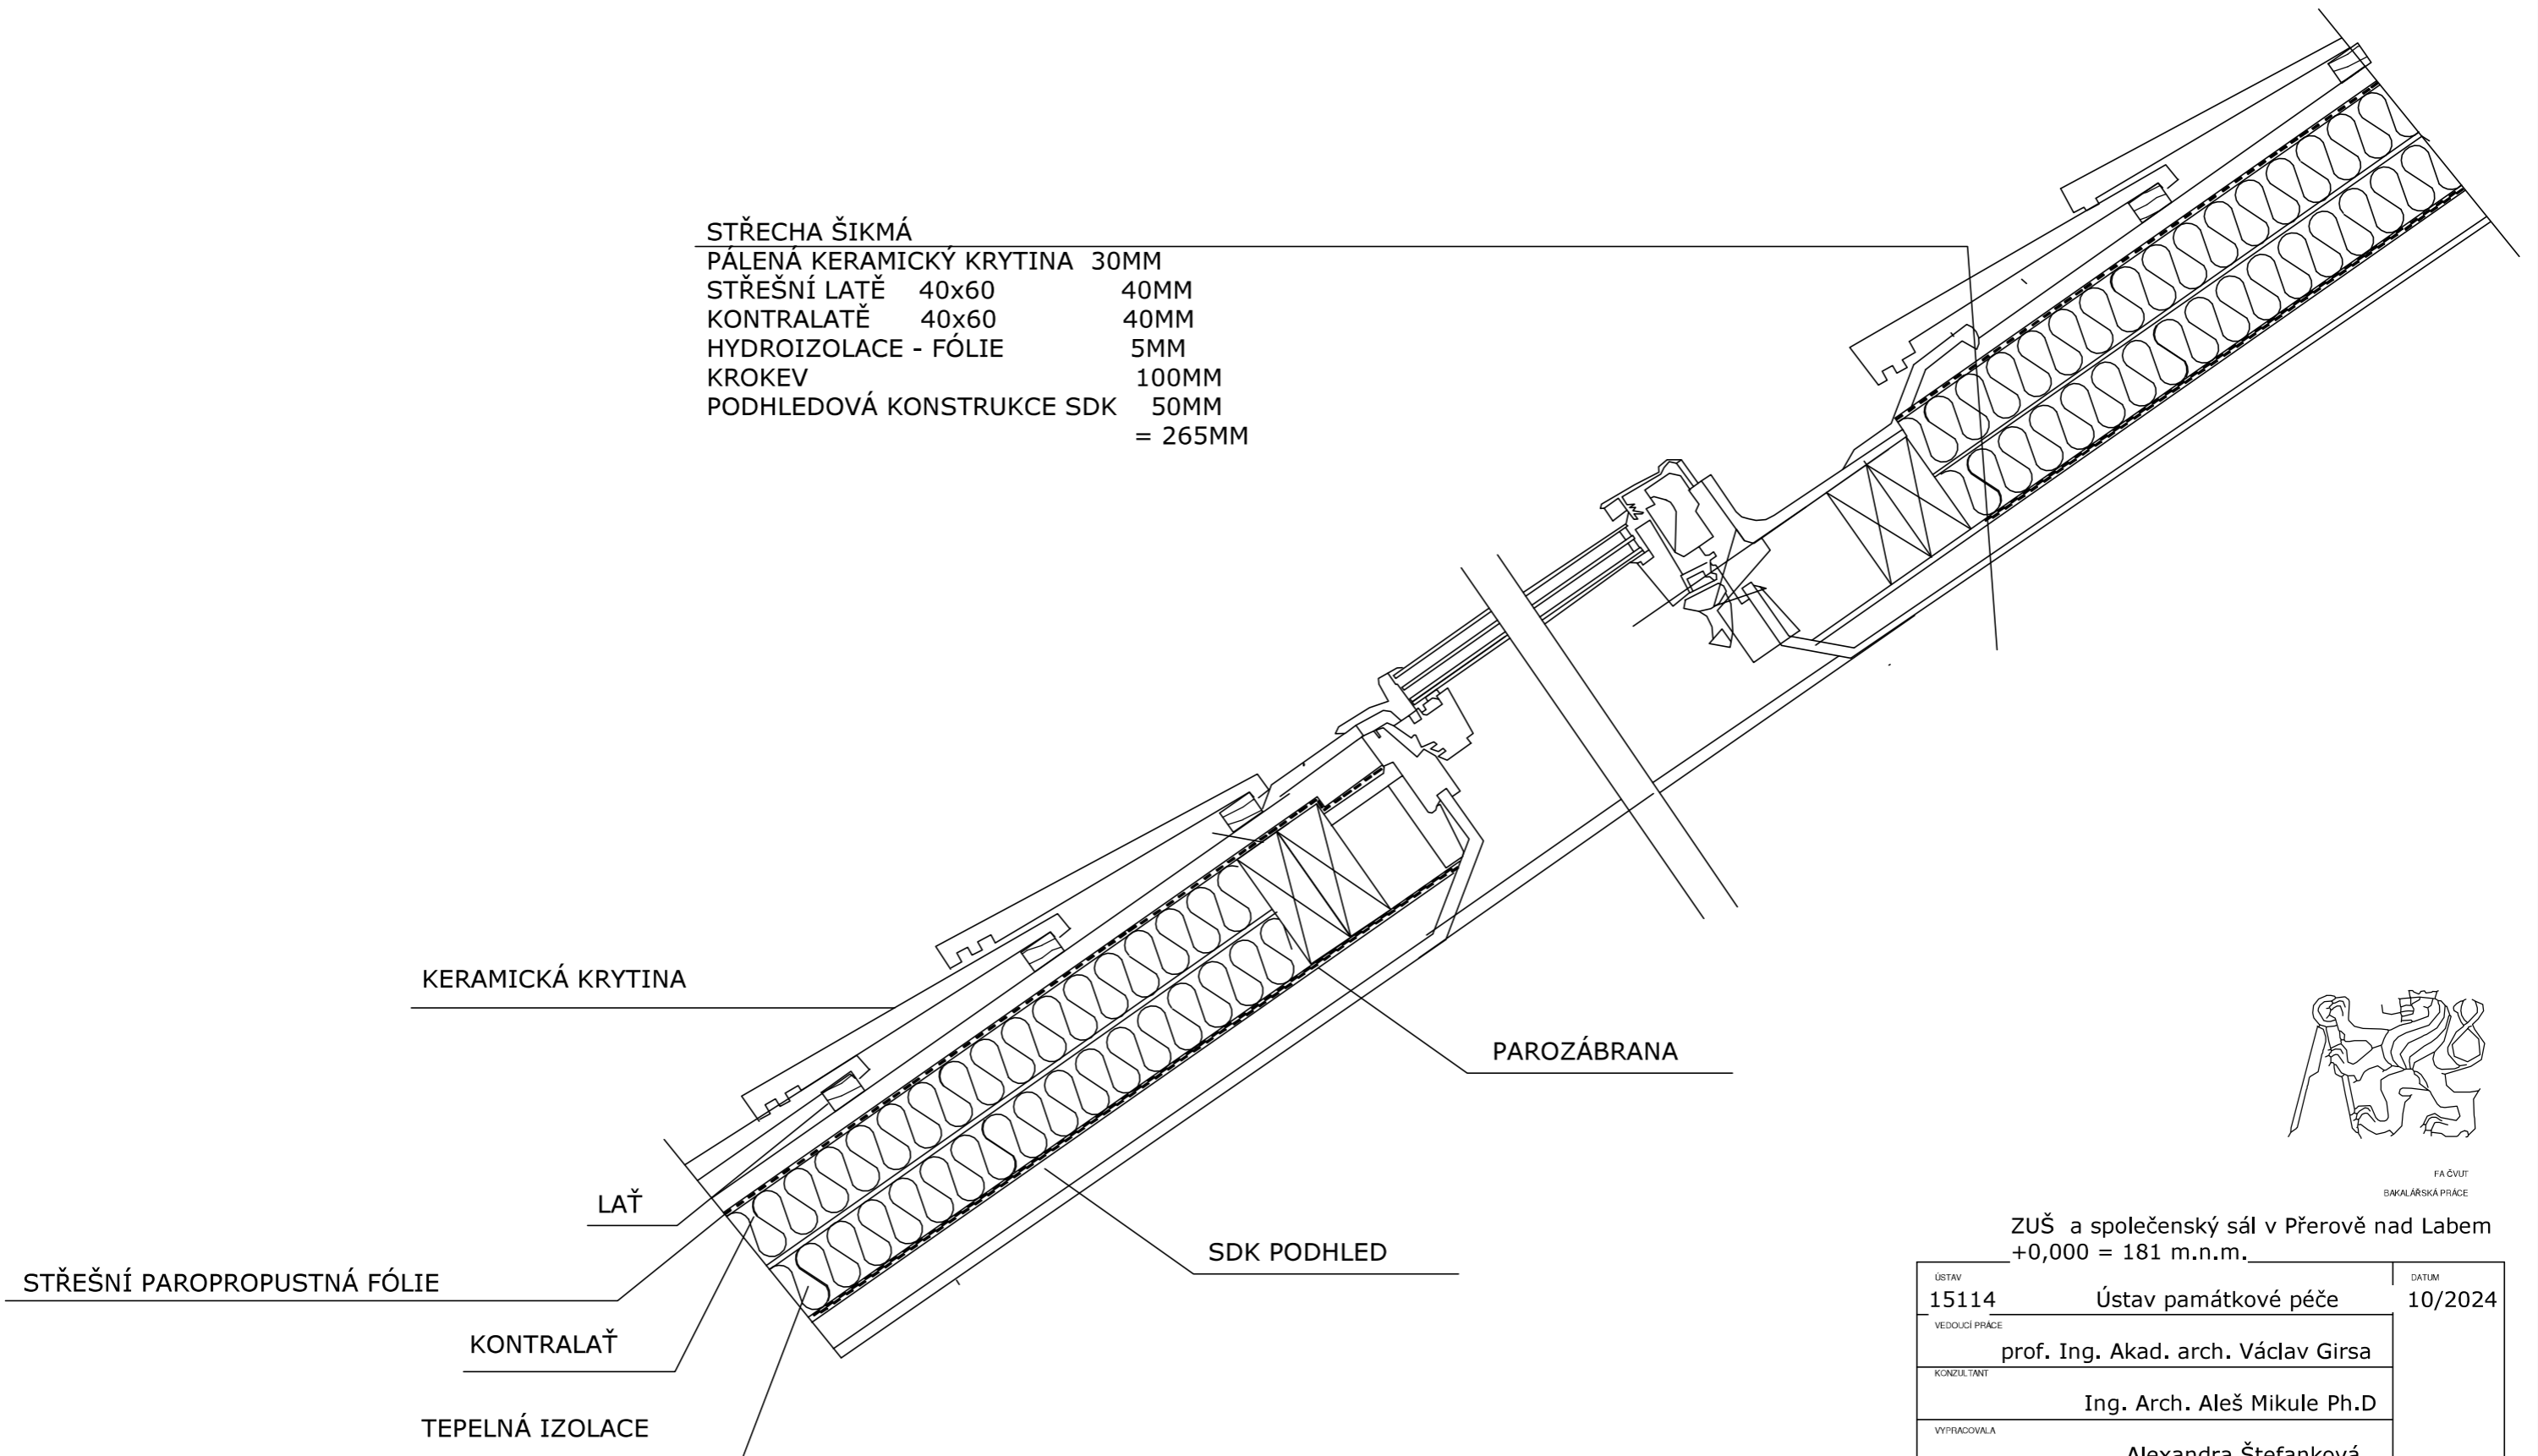 STŘECHA ŠIKMÁ
PÁLENÁ KERAMICKÝ KRYTINA 30MM
STŘEŠNÍ LATĚ 40x60 40MM
KONTRALATĚ 40x60 40MM
HYDROIZOLACE - FÓLIE 5MM
KROKEV 100MM
PODHLEDOVÁ KONSTRUKCE SDK 50MM
= 265MM
KERAMICKÁ KRYTINA
PAROZÁBRANA
LAŤ
SDK PODHLED
STŘEŠNÍ PAROPROPUSTNÁ FÓLIE
KONTRALAŤ
TEPELNÁ IZOLACE
FA ČVUT
BAKALÁŘSKÁ PRÁCE
ZUŠ a společenský sál v Přerově nad Labem
+0,000 = 181 m.n.m.
ÚSTAV
DATUM
15114 Ústav památkové péče 10/2024
VEDOUCÍ PRÁCE
prof. Ing. Akad. arch. Václav Girsa
KONZULTANT
Ing. Arch. Aleš Mikule Ph.D
VYPRACOVALA
Alexandra Štefanková